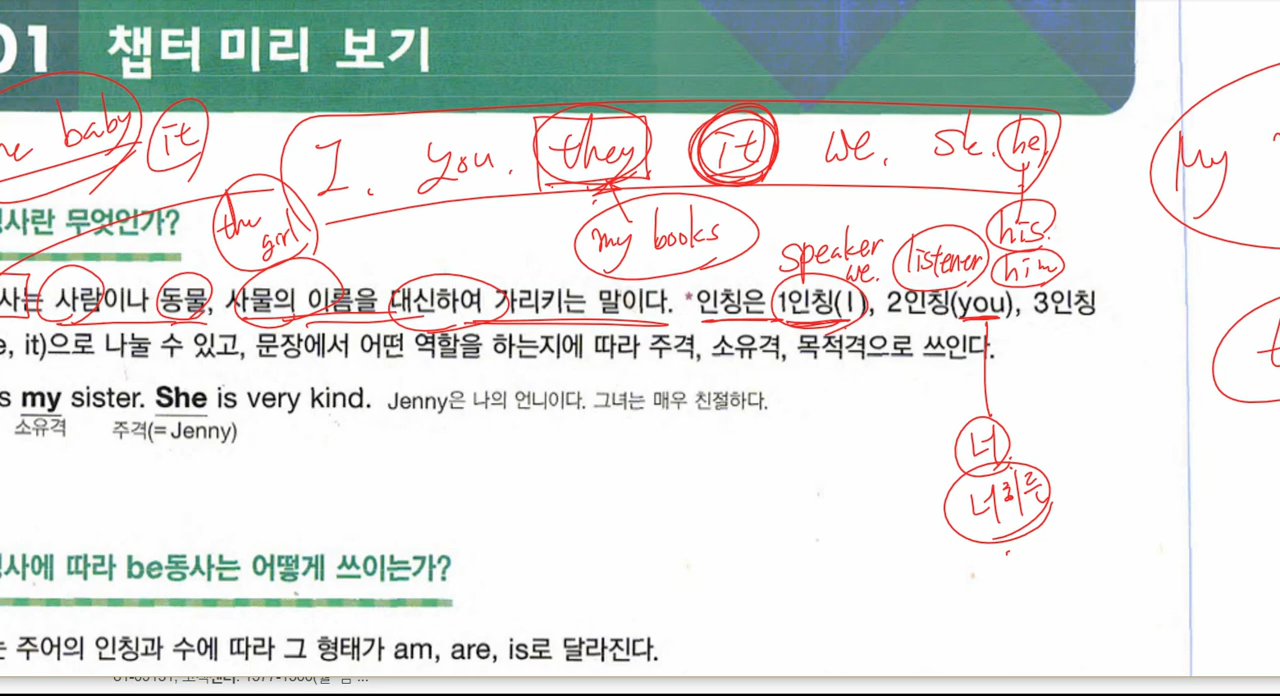 01 챕터 미리 보기
baby it I. you. they it we. he.
the girl my books his.
사란 무엇인가?
speaker we. listener him
My
사는 사람이나 동물, 사물의 이름을 대신하여 가리키는 말이다. *인칭은 1인칭(I), 2인칭(you), 3인칭
e, it)으로 나눌 수 있고, 문장에서 어떤 역할을 하는지에 따라 주격, 소유격, 목적격으로 쓰인다.
s my sister. She is very kind. Jenny은 나의 언니이다. 그녀는 매우 친절하다.
소유격 주격(= Jenny)
너.
너희들
사에 따라 be동사는 어떻게 쓰이는가?
는 주어의 인칭과 수에 따라 그 형태가 am, are, is로 달라진다.